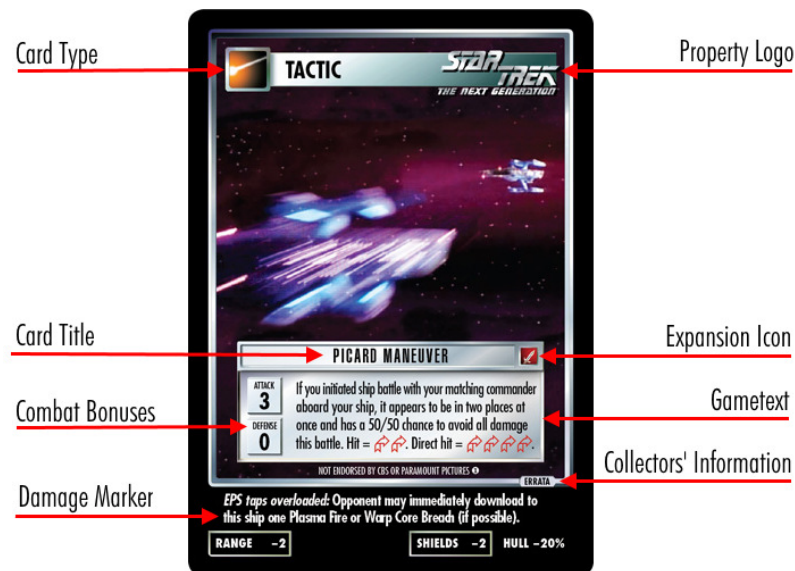 Card Type
TACTIC
STAR TREK
THE NEXT GENERATION
Property Logo
Card Title
PICARD MANEUVER
Expansion Icon
ATTACK
3
DEFENSE
0
If you initiated ship battle with your matching commander
aboard your ship, it appears to be in two places at
once and has a 50/50 chance to avoid all damage
this battle. Hit = . Direct hit = .
Combat Bonuses
Gametext
NOT ENDORSED BY CBS OR PARAMOUNT PICTURES
ERRATA
Collectors' Information
Damage Marker
EPS taps overloaded: Opponent may immediately download to
this ship one Plasma Fire or Warp Core Breach (if possible).
RANGE -2
SHIELDS -2
HULL -20%